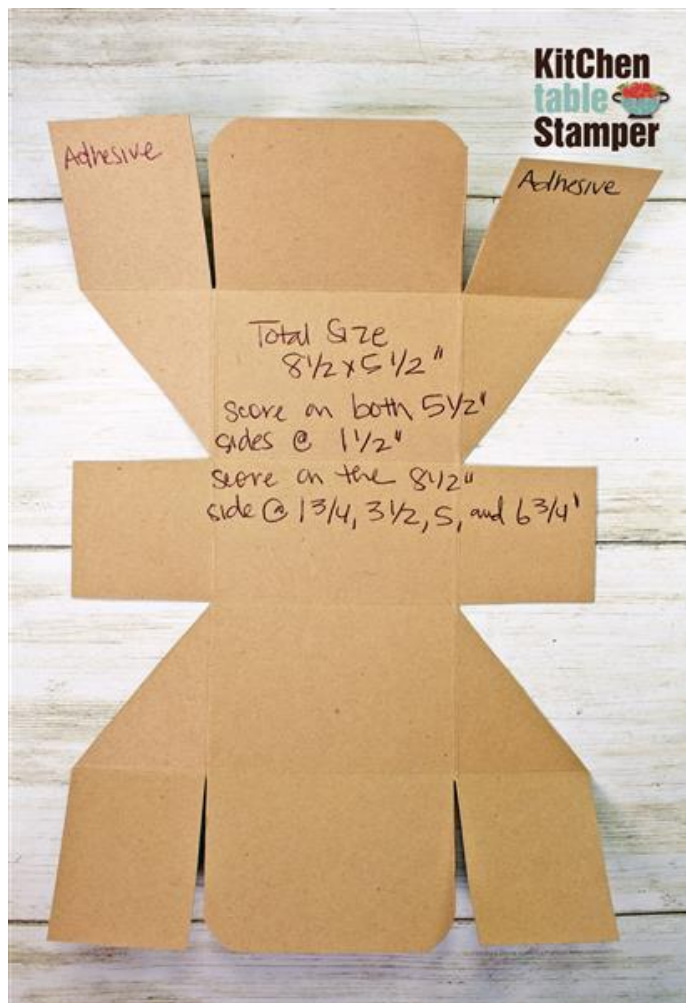 KitChen
table
Stamper
Adhesive
Adhesive
Total Size
8 1/2 x 5 1/2"
score on both 5 1/2"
sides @ 1 1/2"
score on the 8 1/2"
side @ 1 3/4, 3 1/2, 5, and 6 3/4'